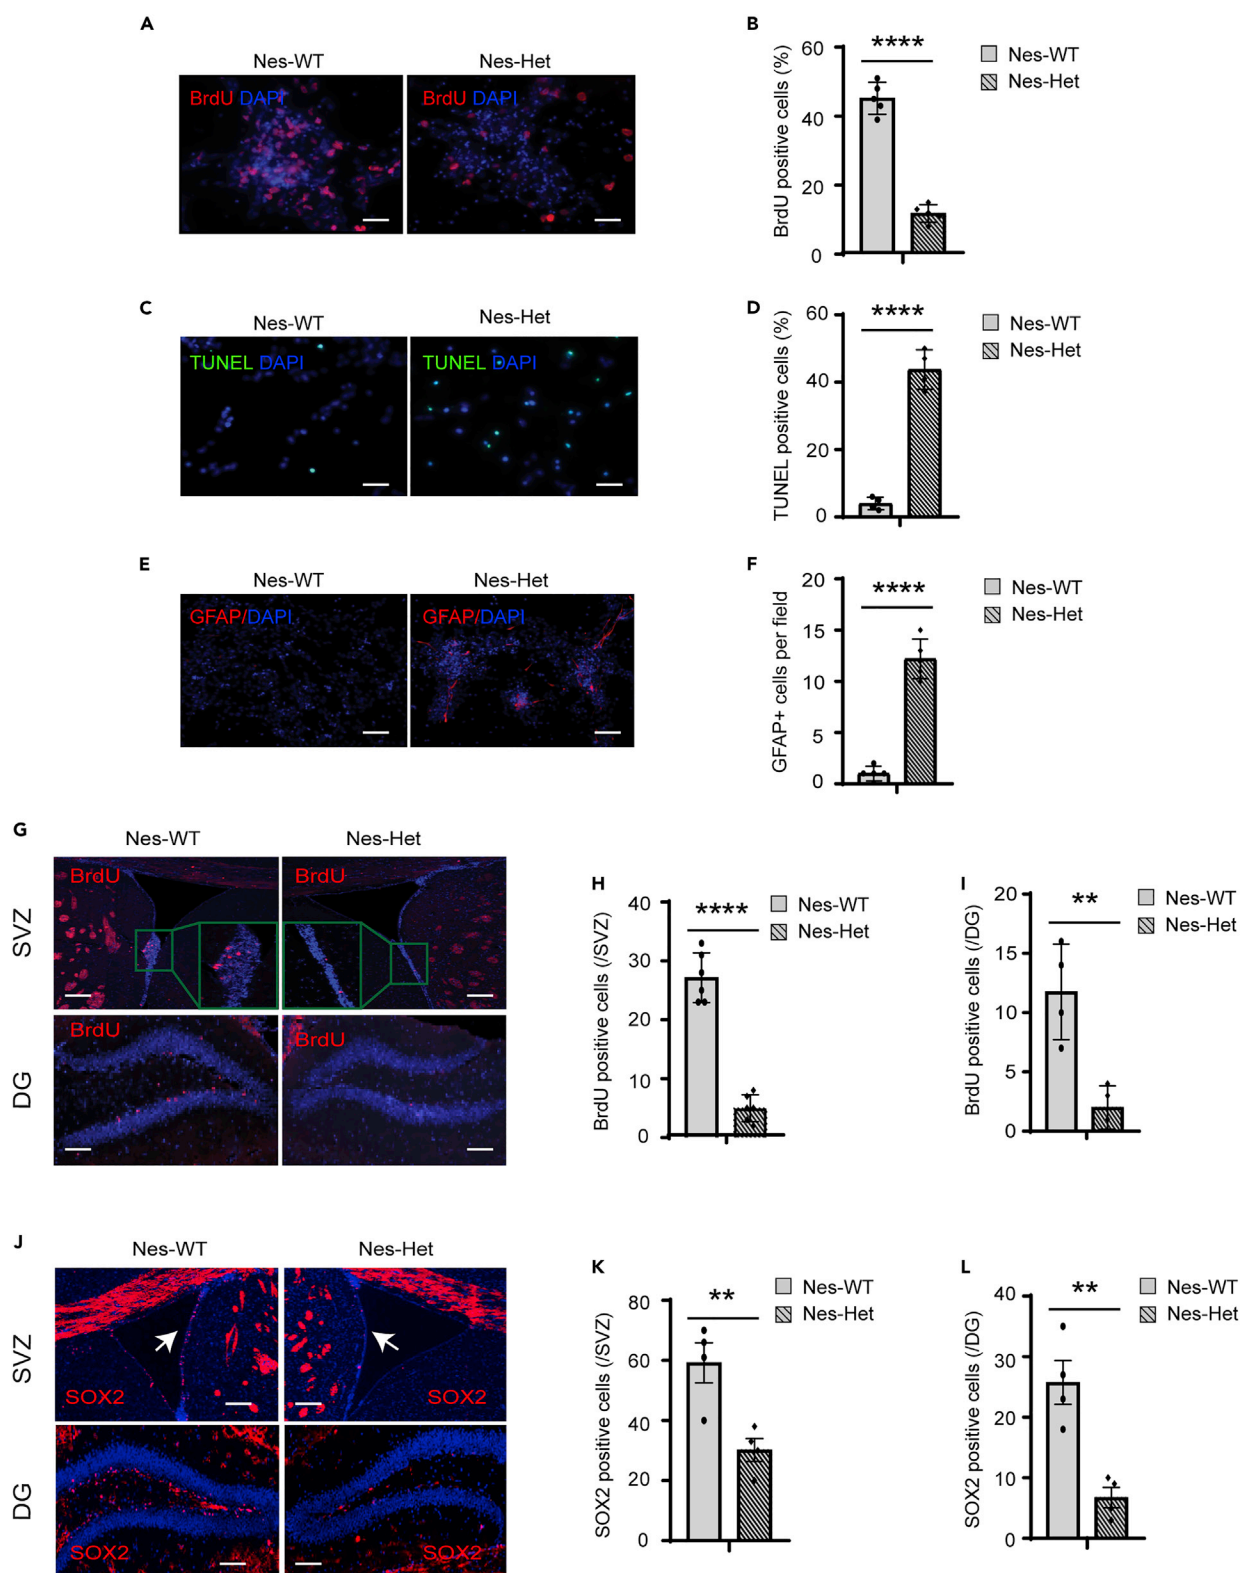 A
Nes-WT
Nes-Het
BrdU DAPI
BrdU DAPI
B
BrdU positive cells (%)
60
40
20
0
****
Nes-WT
Nes-Het
C
Nes-WT
Nes-Het
TUNEL DAPI
TUNEL DAPI
D
TUNEL positive cells (%)
60
40
20
0
****
Nes-WT
Nes-Het
E
Nes-WT
Nes-Het
GFAP/DAPI
GFAP/DAPI
F
GFAP+ cells per field
20
15
10
5
0
****
Nes-WT
Nes-Het
G
Nes-WT
Nes-Het
SVZ
BrdU
BrdU
DG
BrdU
BrdU
H
BrdU positive cells (/SVZ)
40
30
20
10
0
****
Nes-WT
Nes-Het
I
BrdU positive cells (/DG)
20
15
10
5
0
**
Nes-WT
Nes-Het
J
Nes-WT
Nes-Het
SVZ
SOX2
SOX2
DG
SOX2
SOX2
K
SOX2 positive cells (/SVZ)
80
60
40
20
0
**
Nes-WT
Nes-Het
L
SOX2 positive cells (/DG)
40
30
20
10
0
**
Nes-WT
Nes-Het